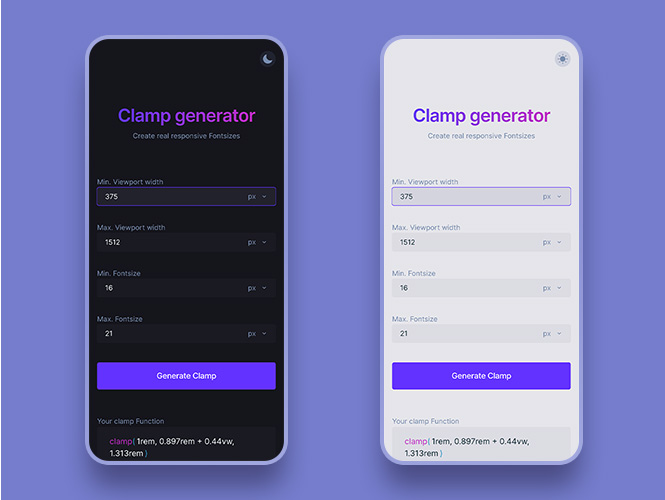 Clamp generator
Create real responsive Fontsizes
Min. Viewport width
375 px
Max. Viewport width
1512 px
Min. Fontsize
16 px
Max. Fontsize
21 px
Generate Clamp
Your clamp Function
clamp( 1rem, 0.897rem + 0.44vw,
1.313rem )
Clamp generator
Create real responsive Fontsizes
Min. Viewport width
375 px
Max. Viewport width
1512 px
Min. Fontsize
16 px
Max. Fontsize
21 px
Generate Clamp
Your clamp Function
clamp( 1rem, 0.897rem + 0.44vw,
1.313rem )